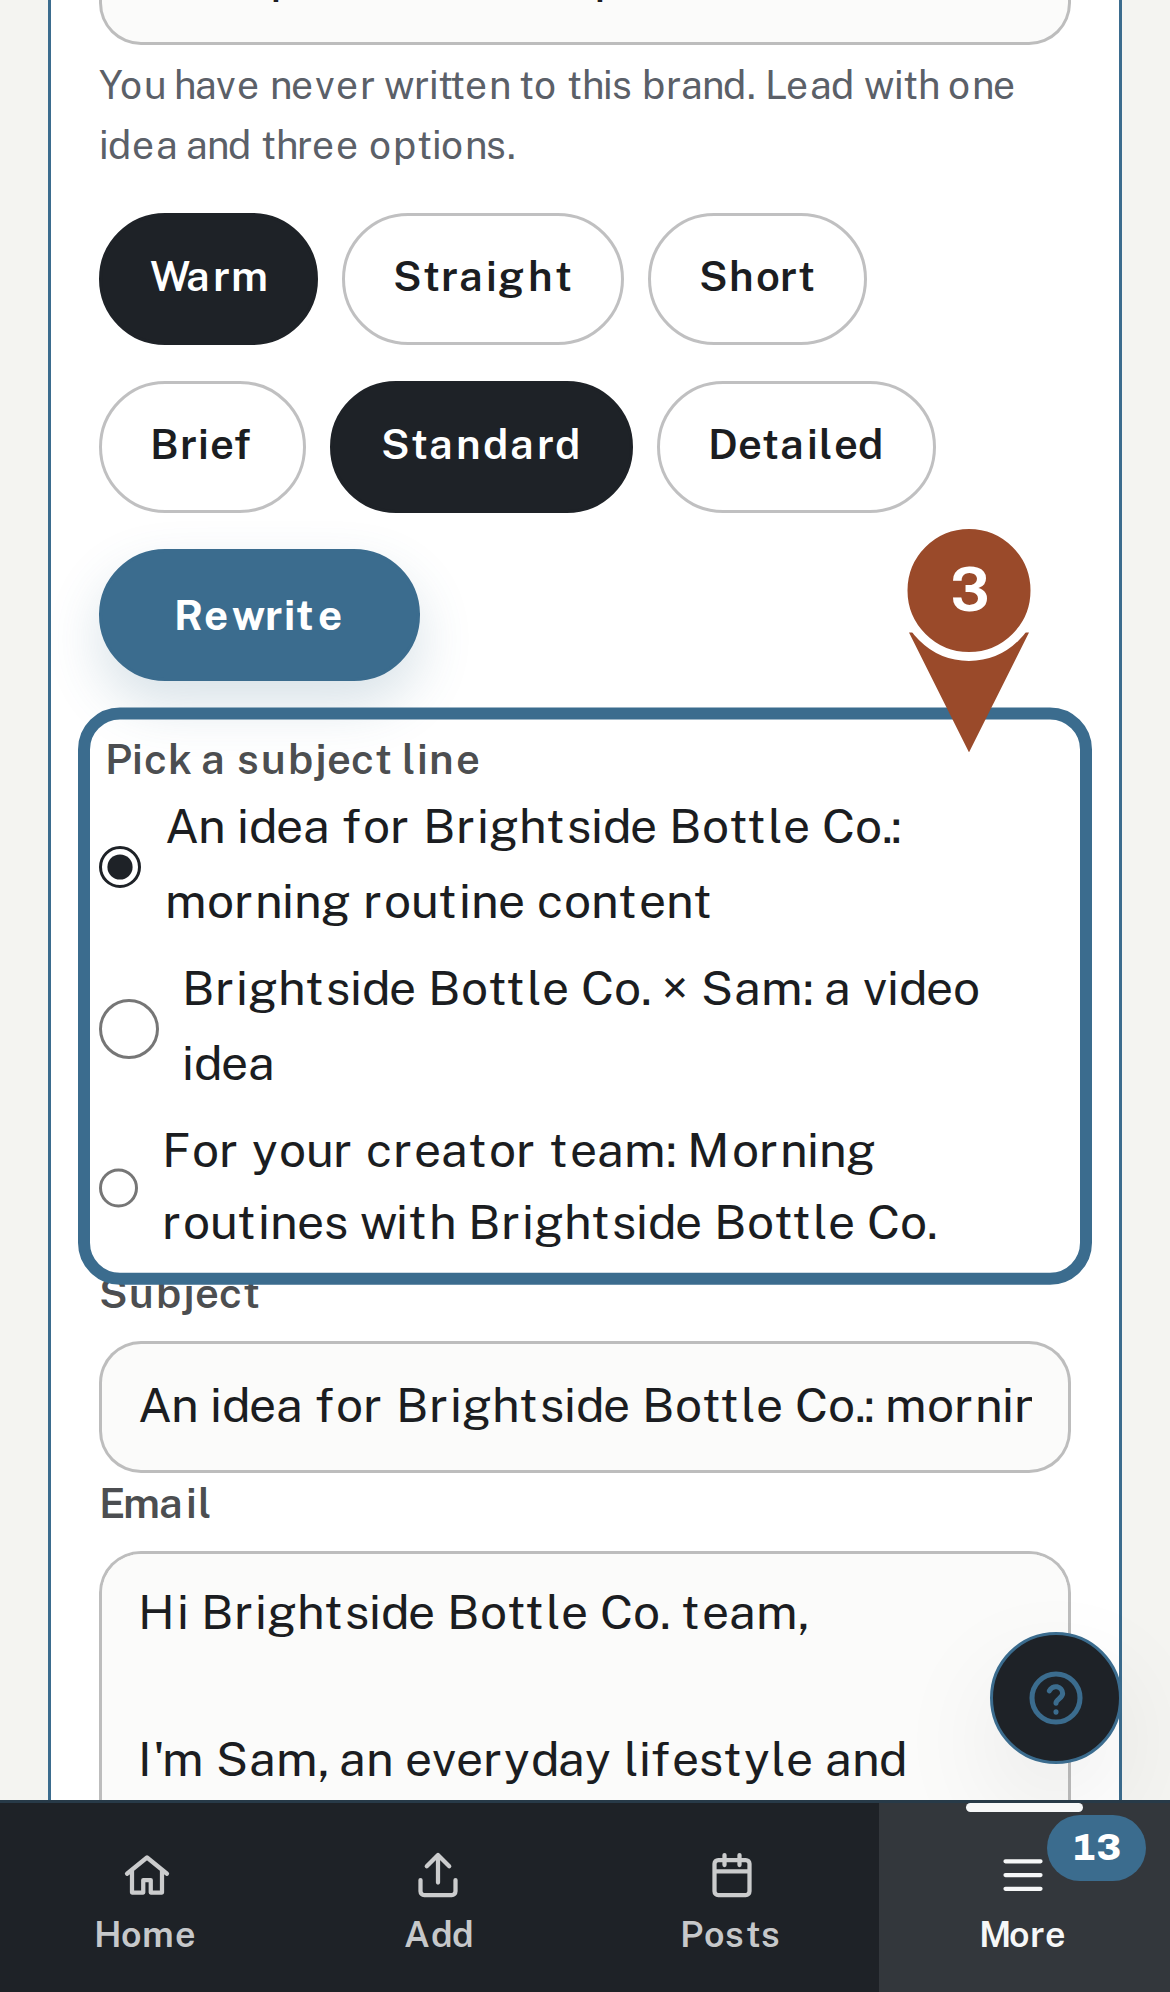 You have never written to this brand. Lead with one
idea and three options.
Warm
Straight
Short
Brief
Standard
Detailed
Rewrite
3
Pick a subject line
An idea for Brightside Bottle Co.:
morning routine content
Brightside Bottle Co. × Sam: a video
idea
For your creator team: Morning
routines with Brightside Bottle Co.
Subject
An idea for Brightside Bottle Co.: mornin
Email
Hi Brightside Bottle Co. team,
I'm Sam, an everyday lifestyle and
13
Home
Add
Posts
More